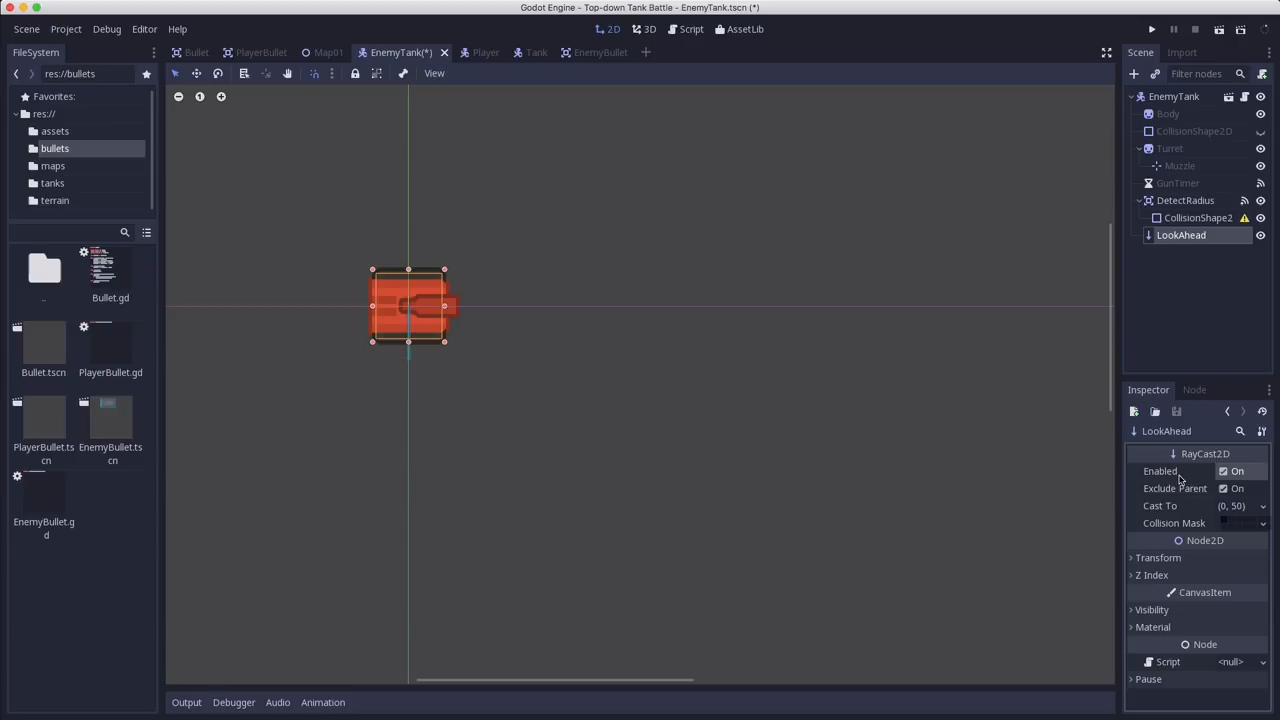 Godot Engine - Top-down Tank Battle - EnemyTank.tscn (*)
Scene Project Debug Editor Help
2D 3D Script AssetLib
FileSystem
Bullet PlayerBullet Map01 EnemyTank(*) Player Tank EnemyBullet
Scene Import
res://bullets
View
Filter nodes
Favorites:
res://
assets
bullets
maps
tanks
terrain
EnemyTank
Body
CollisionShape2D
Turret
Muzzle
GunTimer
DetectRadius
CollisionShape2
LookAhead
..
Bullet.gd
Bullet.tscn
PlayerBullet.gd
PlayerBullet.ts
cn
EnemyBullet.ts
cn
EnemyBullet.g
d
Inspector Node
LookAhead
RayCast2D
Enabled On
Exclude Parent On
Cast To (0, 50)
Collision Mask
Node2D
Transform
Z Index
CanvasItem
Visibility
Material
Node
Script <null>
Pause
Output Debugger Audio Animation